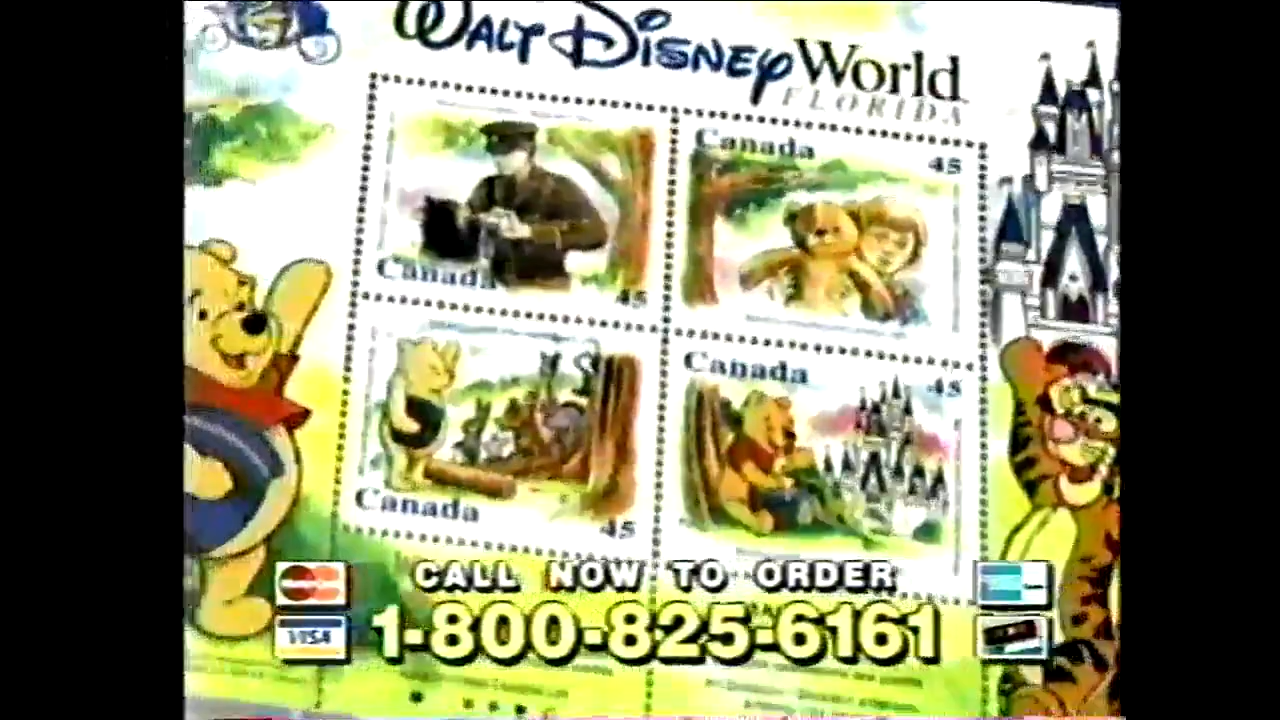 WALT DISNEY World
FLORIDA
Canada 45
Canada 45
Canada 45
Canada 45
CALL NOW TO ORDER
VISA
1-800-825-6161